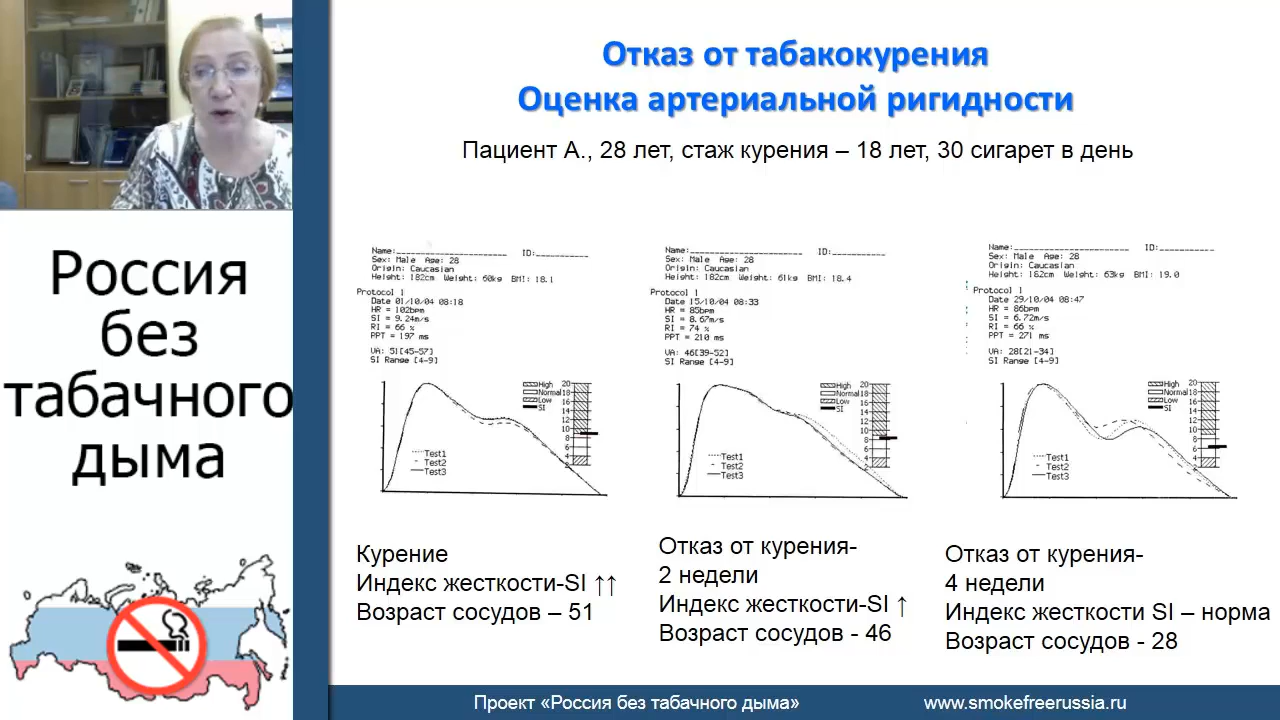 Отказ от табакокурения
Оценка артериальной ригидности
Пациент А., 28 лет, стаж курения – 18 лет, 30 сигарет в день
Россия
без
табачного
дыма
Name: ID:
Sex: Male Age: 28
Origin: Caucasian
Height: 182cm Weight: 60kg BMI: 18.1
Protocol 1
Date 01/10/04 08:18
HR = 102bpm
SI = 9.24m/s
RI = 66 %
PPT = 197 ms
VA: 51[45-57]
SI Range [4-9]
High
Normal
Low
SI
20
18
16
14
12
10
8
6
4
2
Test1
Test2
Test3
Курение
Индекс жесткости-SI ↑↑
Возраст сосудов – 51
Name: ID:
Sex: Male Age: 28
Origin: Caucasian
Height: 182cm Weight: 61kg BMI: 18.4
Protocol 1
Date 15/10/04 08:33
HR = 85bpm
SI = 8.67m/s
RI = 74 %
PPT = 210 ms
VA: 46[39-52]
SI Range [4-9]
High
Normal
Low
SI
20
18
16
14
12
10
8
6
4
2
Test1
Test2
Test3
Отказ от курения-
2 недели
Индекс жесткости-SI ↑
Возраст сосудов - 46
Name: ID:
Sex: Male Age: 28
Origin: Caucasian
Height: 182cm Weight: 63kg BMI: 19.0
Protocol 1
Date 29/10/04 08:47
HR = 86bpm
SI = 6.72m/s
RI = 66 %
PPT = 271 ms
VA: 28[21-34]
SI Range [4-9]
High
Normal
Low
SI
20
18
16
14
12
10
8
6
4
2
Test1
Test2
Test3
Отказ от курения-
4 недели
Индекс жесткости SI – норма
Возраст сосудов - 28
Проект «Россия без табачного дыма» www.smokefreerussia.ru